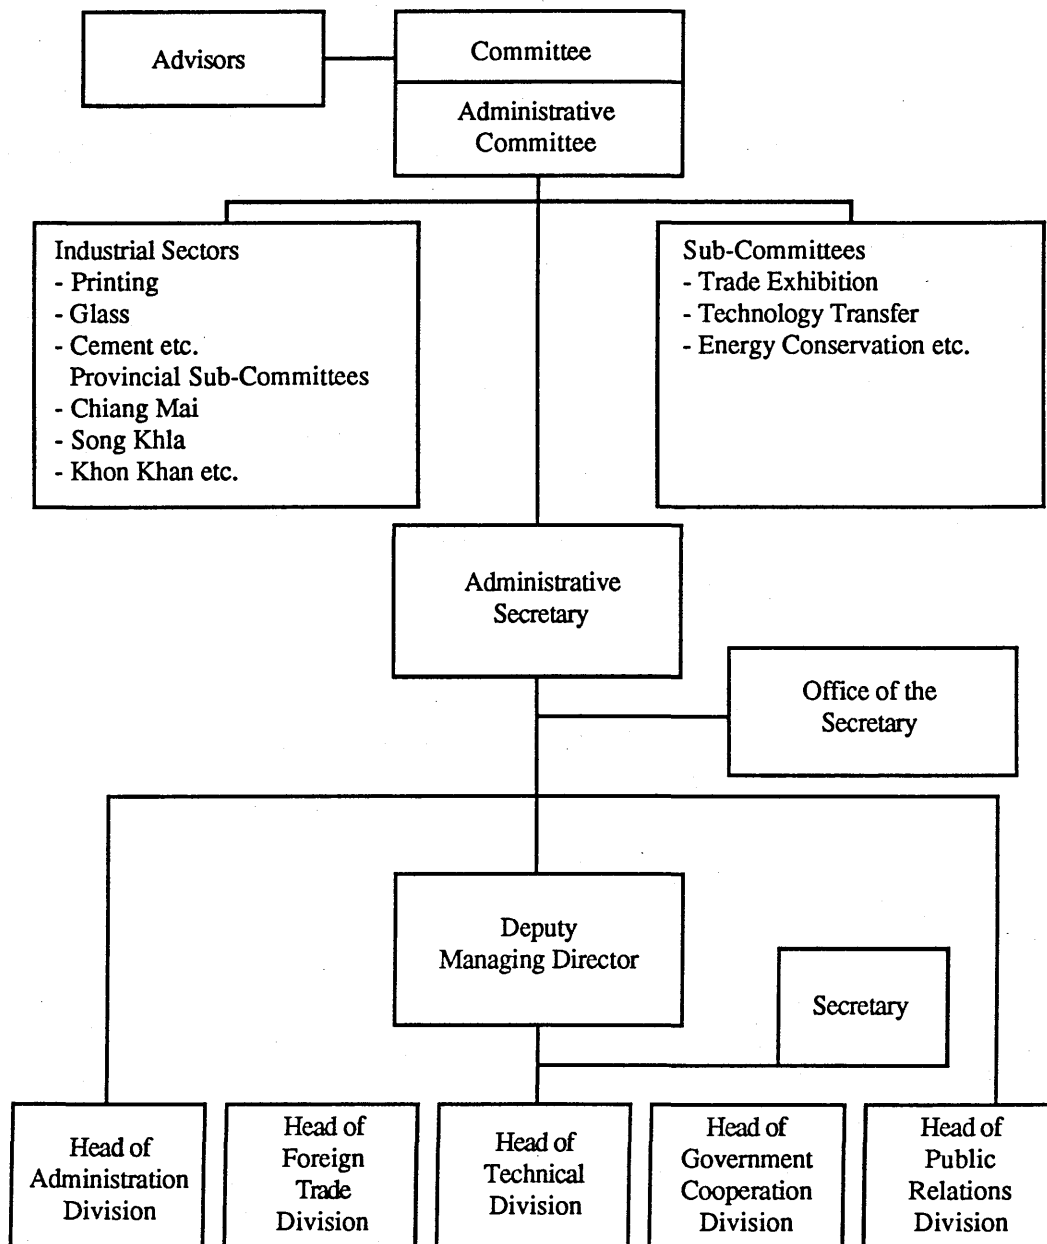 Advisors
Committee
Administrative
Committee
Industrial Sectors
- Printing
- Glass
- Cement etc.
Provincial Sub-Committees
- Chiang Mai
- Song Khla
- Khon Khan etc.
Sub-Committees
- Trade Exhibition
- Technology Transfer
- Energy Conservation etc.
Administrative
Secretary
Office of the
Secretary
Deputy
Managing Director
Secretary
Head of
Administration
Division
Head of
Foreign
Trade
Division
Head of
Technical
Division
Head of
Government
Cooperation
Division
Head of
Public
Relations
Division